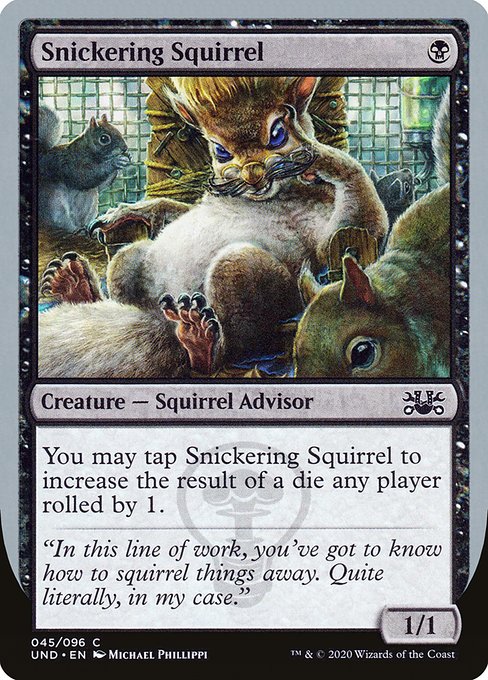 Snickering Squirrel
Creature — Squirrel Advisor
You may tap Snickering Squirrel to
increase the result of a die any player
rolled by 1.
“In this line of work, you’ve got to know
how to squirrel things away. Quite
literally, in my case.”
1/1
045/096 C
UND • EN Michael Phillippi
™ & © 2020 Wizards of the Coast